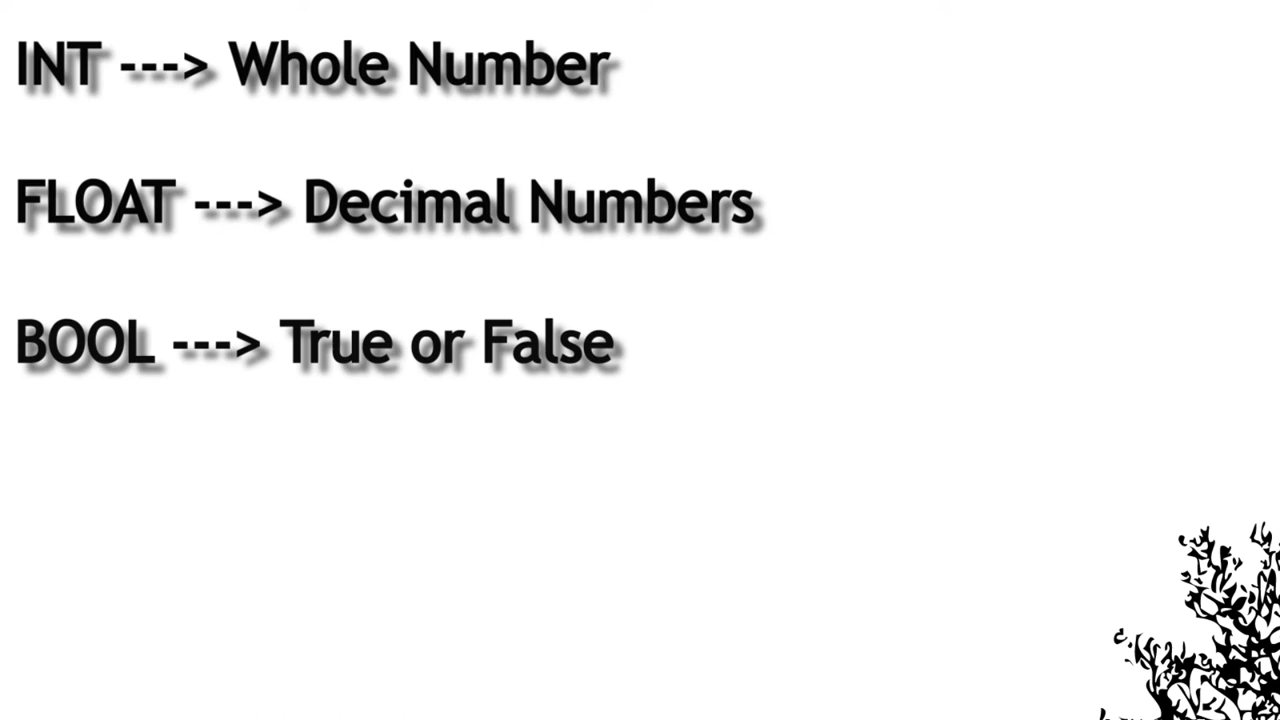 INT ---> Whole Number
FLOAT ---> Decimal Numbers
BOOL ---> True or False